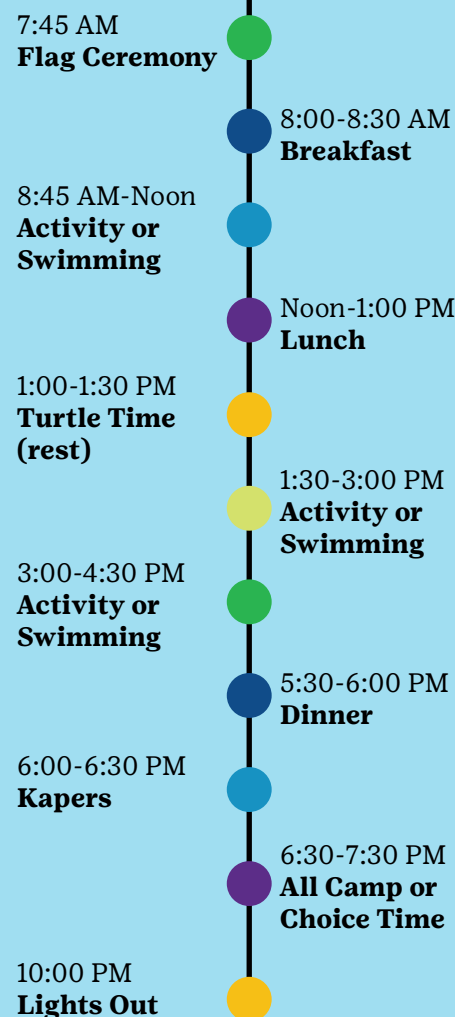 7:45 AM
Flag Ceremony
8:00-8:30 AM
Breakfast
8:45 AM-Noon
Activity or
Swimming
Noon-1:00 PM
Lunch
1:00-1:30 PM
Turtle Time
(rest)
1:30-3:00 PM
Activity or
Swimming
3:00-4:30 PM
Activity or
Swimming
5:30-6:00 PM
Dinner
6:00-6:30 PM
Kapers
6:30-7:30 PM
All Camp or
Choice Time
10:00 PM
Lights Out